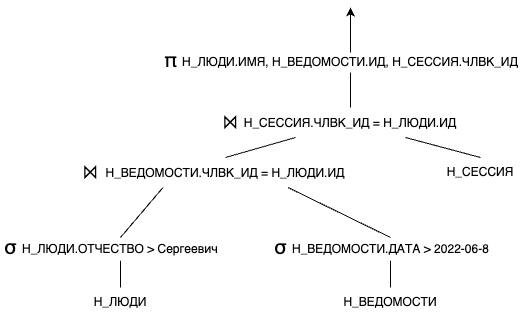 π Н_ЛЮДИ.ИМЯ, Н_ВЕДОМОСТИ.ИД, Н_СЕССИЯ.ЧЛВК_ИД
⋈ Н_СЕССИЯ.ЧЛВК_ИД = Н_ЛЮДИ.ИД
⋈ Н_ВЕДОМОСТИ.ЧЛВК_ИД = Н_ЛЮДИ.ИД
Н_СЕССИЯ
σ Н_ЛЮДИ.ОТЧЕСТВО > Сергеевич
σ Н_ВЕДОМОСТИ.ДАТА > 2022-06-8
Н_ЛЮДИ
Н_ВЕДОМОСТИ